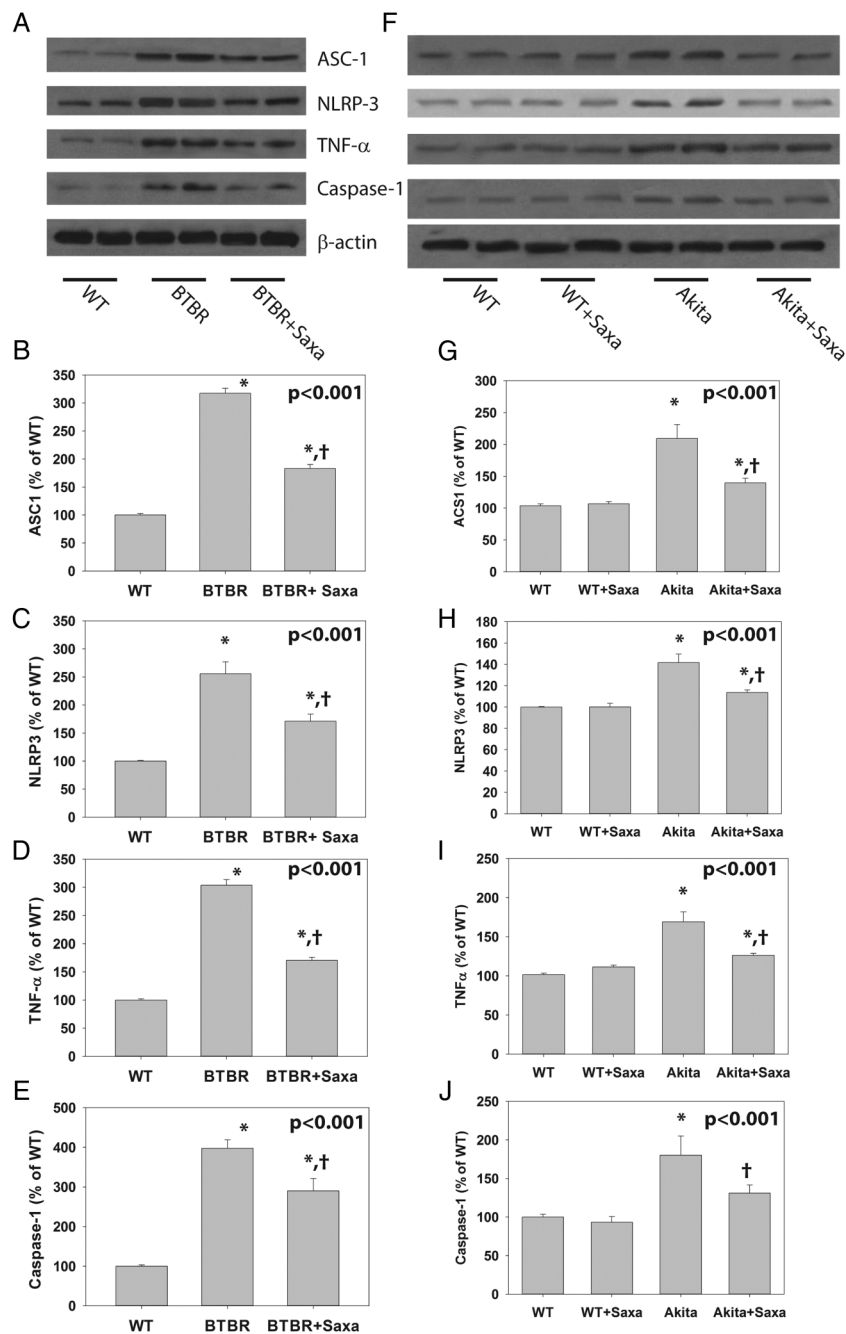 A
ASC-1
NLRP-3
TNF-α
Caspase-1
β-actin
WT
BTBR
BTBR+Saxa
F
WT
WT+Saxa
Akita
Akita+Saxa
B
350
300
250
200
150
100
50
0
ASC1 (% of WT)
*
*,†
p<0.001
WT
BTBR
BTBR+ Saxa
G
300
250
200
150
100
50
0
ACS1 (% of WT)
*
*,†
p<0.001
WT
WT+Saxa
Akita
Akita+Saxa
C
350
300
250
200
150
100
50
0
NLRP3 (% of WT)
*
*,†
p<0.001
WT
BTBR
BTBR+ Saxa
H
180
160
140
120
100
80
60
40
20
0
NLRP3 (% of WT)
*
*,†
p<0.001
WT
WT+Saxa
Akita
Akita+Saxa
D
350
300
250
200
150
100
50
0
TNF-α (% of WT)
*
*,†
p<0.001
WT
BTBR
BTBR+Saxa
I
250
200
150
100
50
0
TNFα (% of WT)
*
*,†
p<0.001
WT
WT+Saxa
Akita
Akita+Saxa
E
500
400
300
200
100
0
Caspase-1 (% of WT)
*
*,†
p<0.001
WT
BTBR
BTBR+Saxa
J
250
200
150
100
50
0
Caspase-1 (% of WT)
*
†
p<0.001
WT
WT+Saxa
Akita
Akita+Saxa